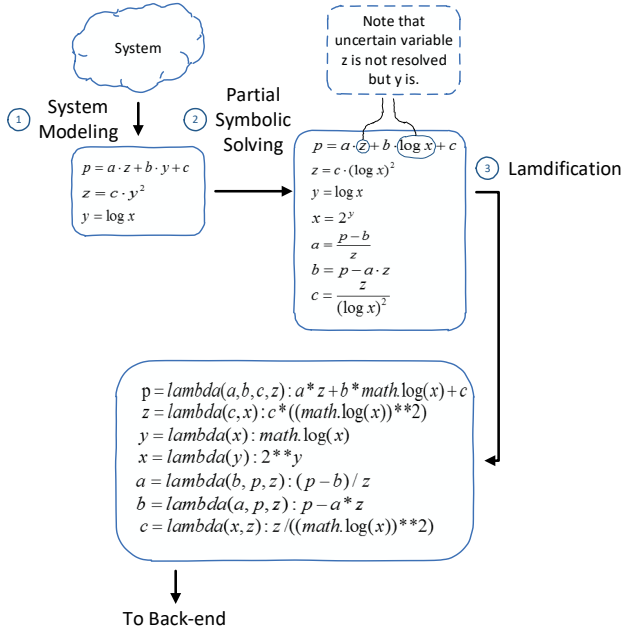 System
Note that
uncertain variable
z is not resolved
but y is.
1 System
Modeling
2 Partial
Symbolic
Solving
p = a · z + b · y + c
z = c · y²
y = log x
p = a · z + b · log x + c
z = c · (log x)²
y = log x
x = 2^y
a = (p − b) / z
b = p − a · z
c = z / (log x)²
3 Lamdification
p = lambda(a,b,c,z): a* z + b* math.log(x) + c
z = lambda(c, x): c*((math.log(x))**2)
y = lambda(x): math.log(x)
x = lambda(y): 2** y
a = lambda(b, p, z): (p − b) / z
b = lambda(a, p, z): p − a* z
c = lambda(x, z): z /((math.log(x))**2)
To Back-end